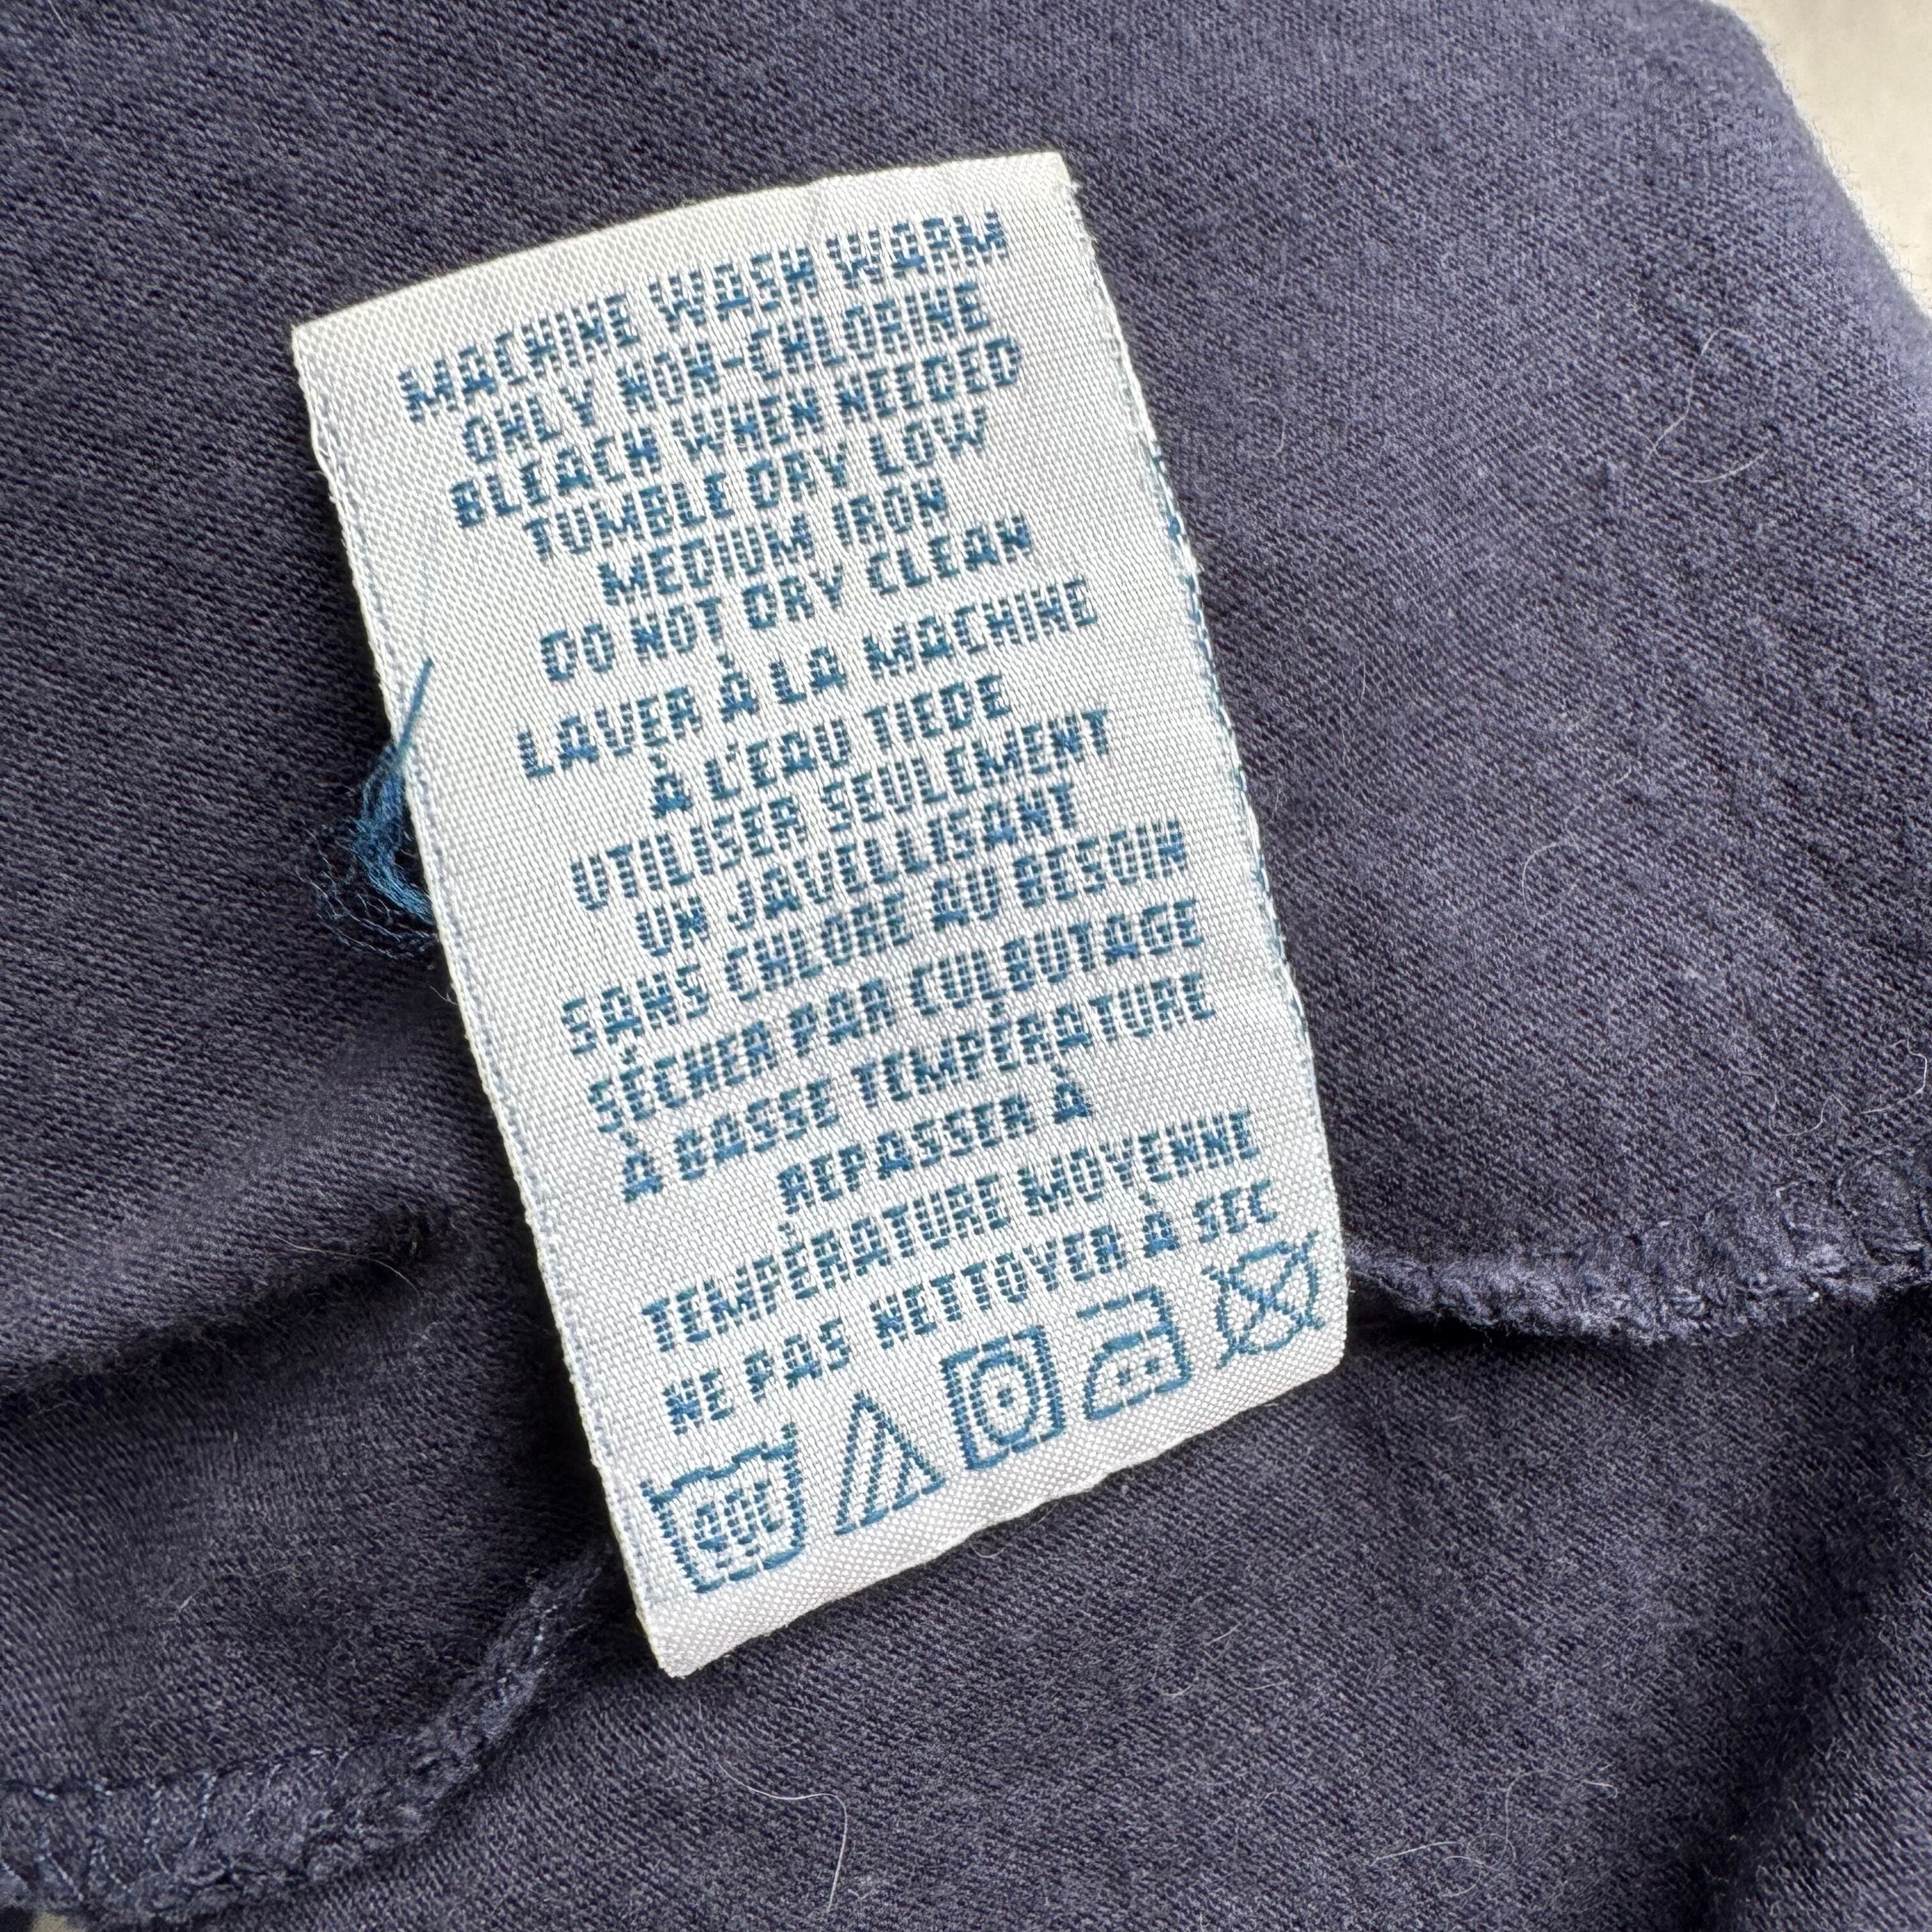 MACHINE WASH WARM
ONLY NON-CHLORINE
BLEACH WHEN NEEDED
TUMBLE DRY LOW
MEDIUM IRON
DO NOT DRY CLEAN
LAVER À LA MACHINE
À L'EAU TIEDE
UTILISER SEULEMENT
UN JAVELLISANT
SANS CHLORE AU BESOIN
SÉCHER PAR CULBUTAGE
À BASSE TEMPÉRATURE
REPASSER À
TEMPÉRATURE MOYENNE
NE PAS NETTOYER À SEC
40C